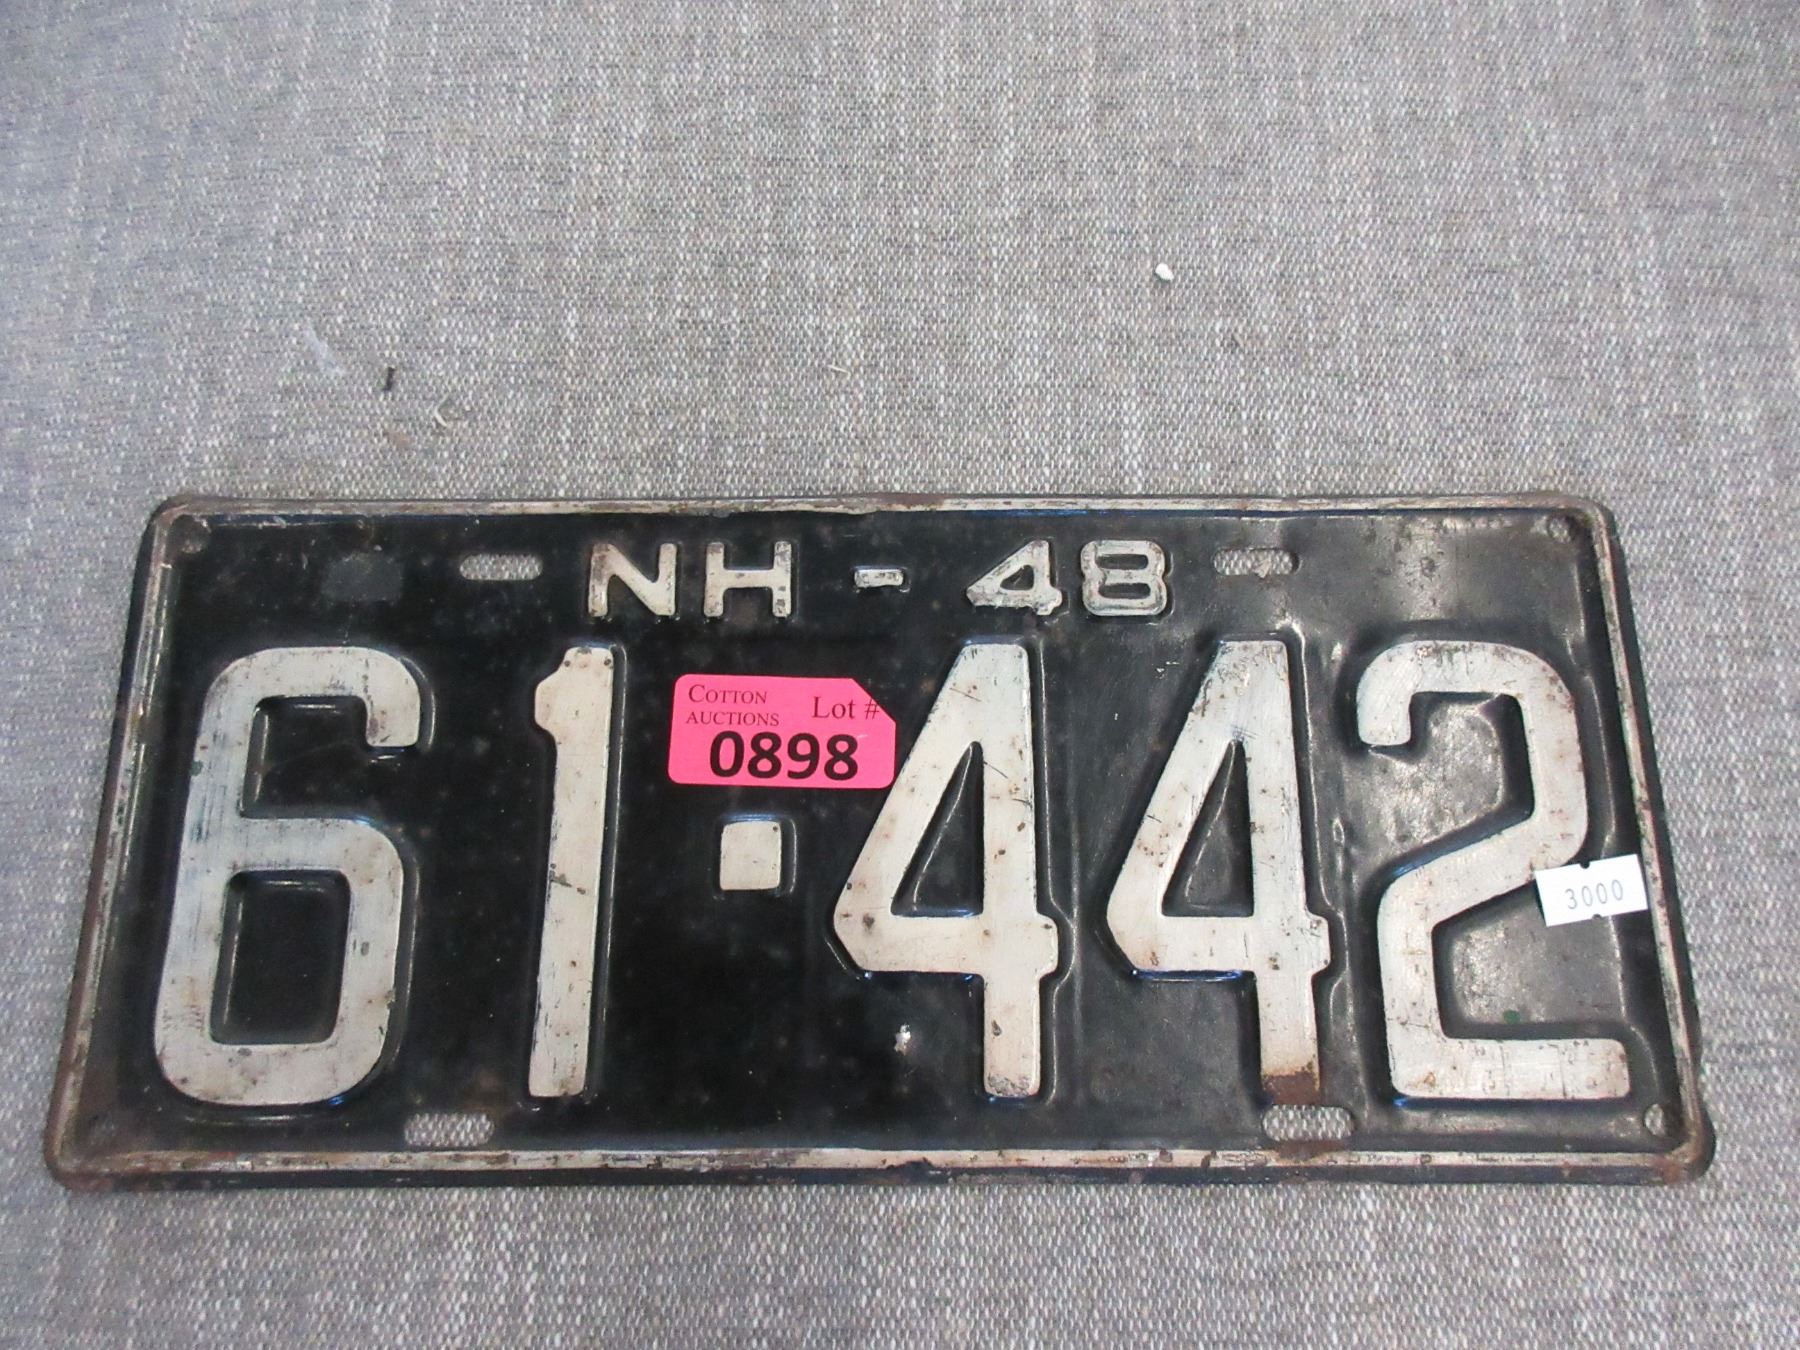 NH - 48
61·442
COTTON AUCTIONS Lot #
0898
3000